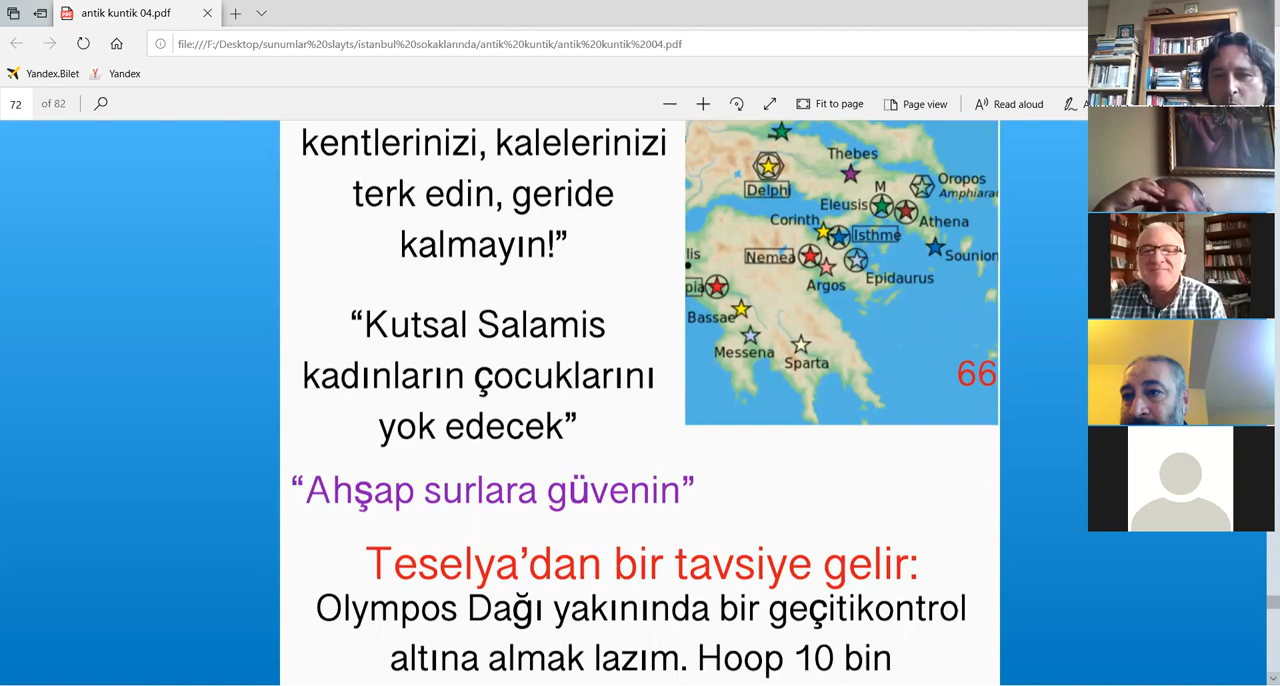 antik kuntik 04.pdf
file:///F:/Desktop/sunumlar%20slayts/istanbul%20sokaklarında/antik%20kuntik/antik%20kuntik%2004.pdf
Yandex.Bilet
Yandex
72 of 82
Fit to page
Page view
Read aloud
kentlerinizi, kalelerinizi
terk edin, geride
kalmayın!”
“Kutsal Salamis
kadınların çocuklarını
yok edecek”
“Ahşap surlara güvenin”
Teselya’dan bir tavsiye gelir:
Olympos Dağı yakınında bir geçitikontrol
altına almak lazım. Hoop 10 bin
Thebes
Delphi
M
Oropos
Amphiarau
Eleusis
Athena
Corinth
Isthme
Sounion
lis
Nemea
Epidaurus
Argos
pia
Bassae
Messena
Sparta
66